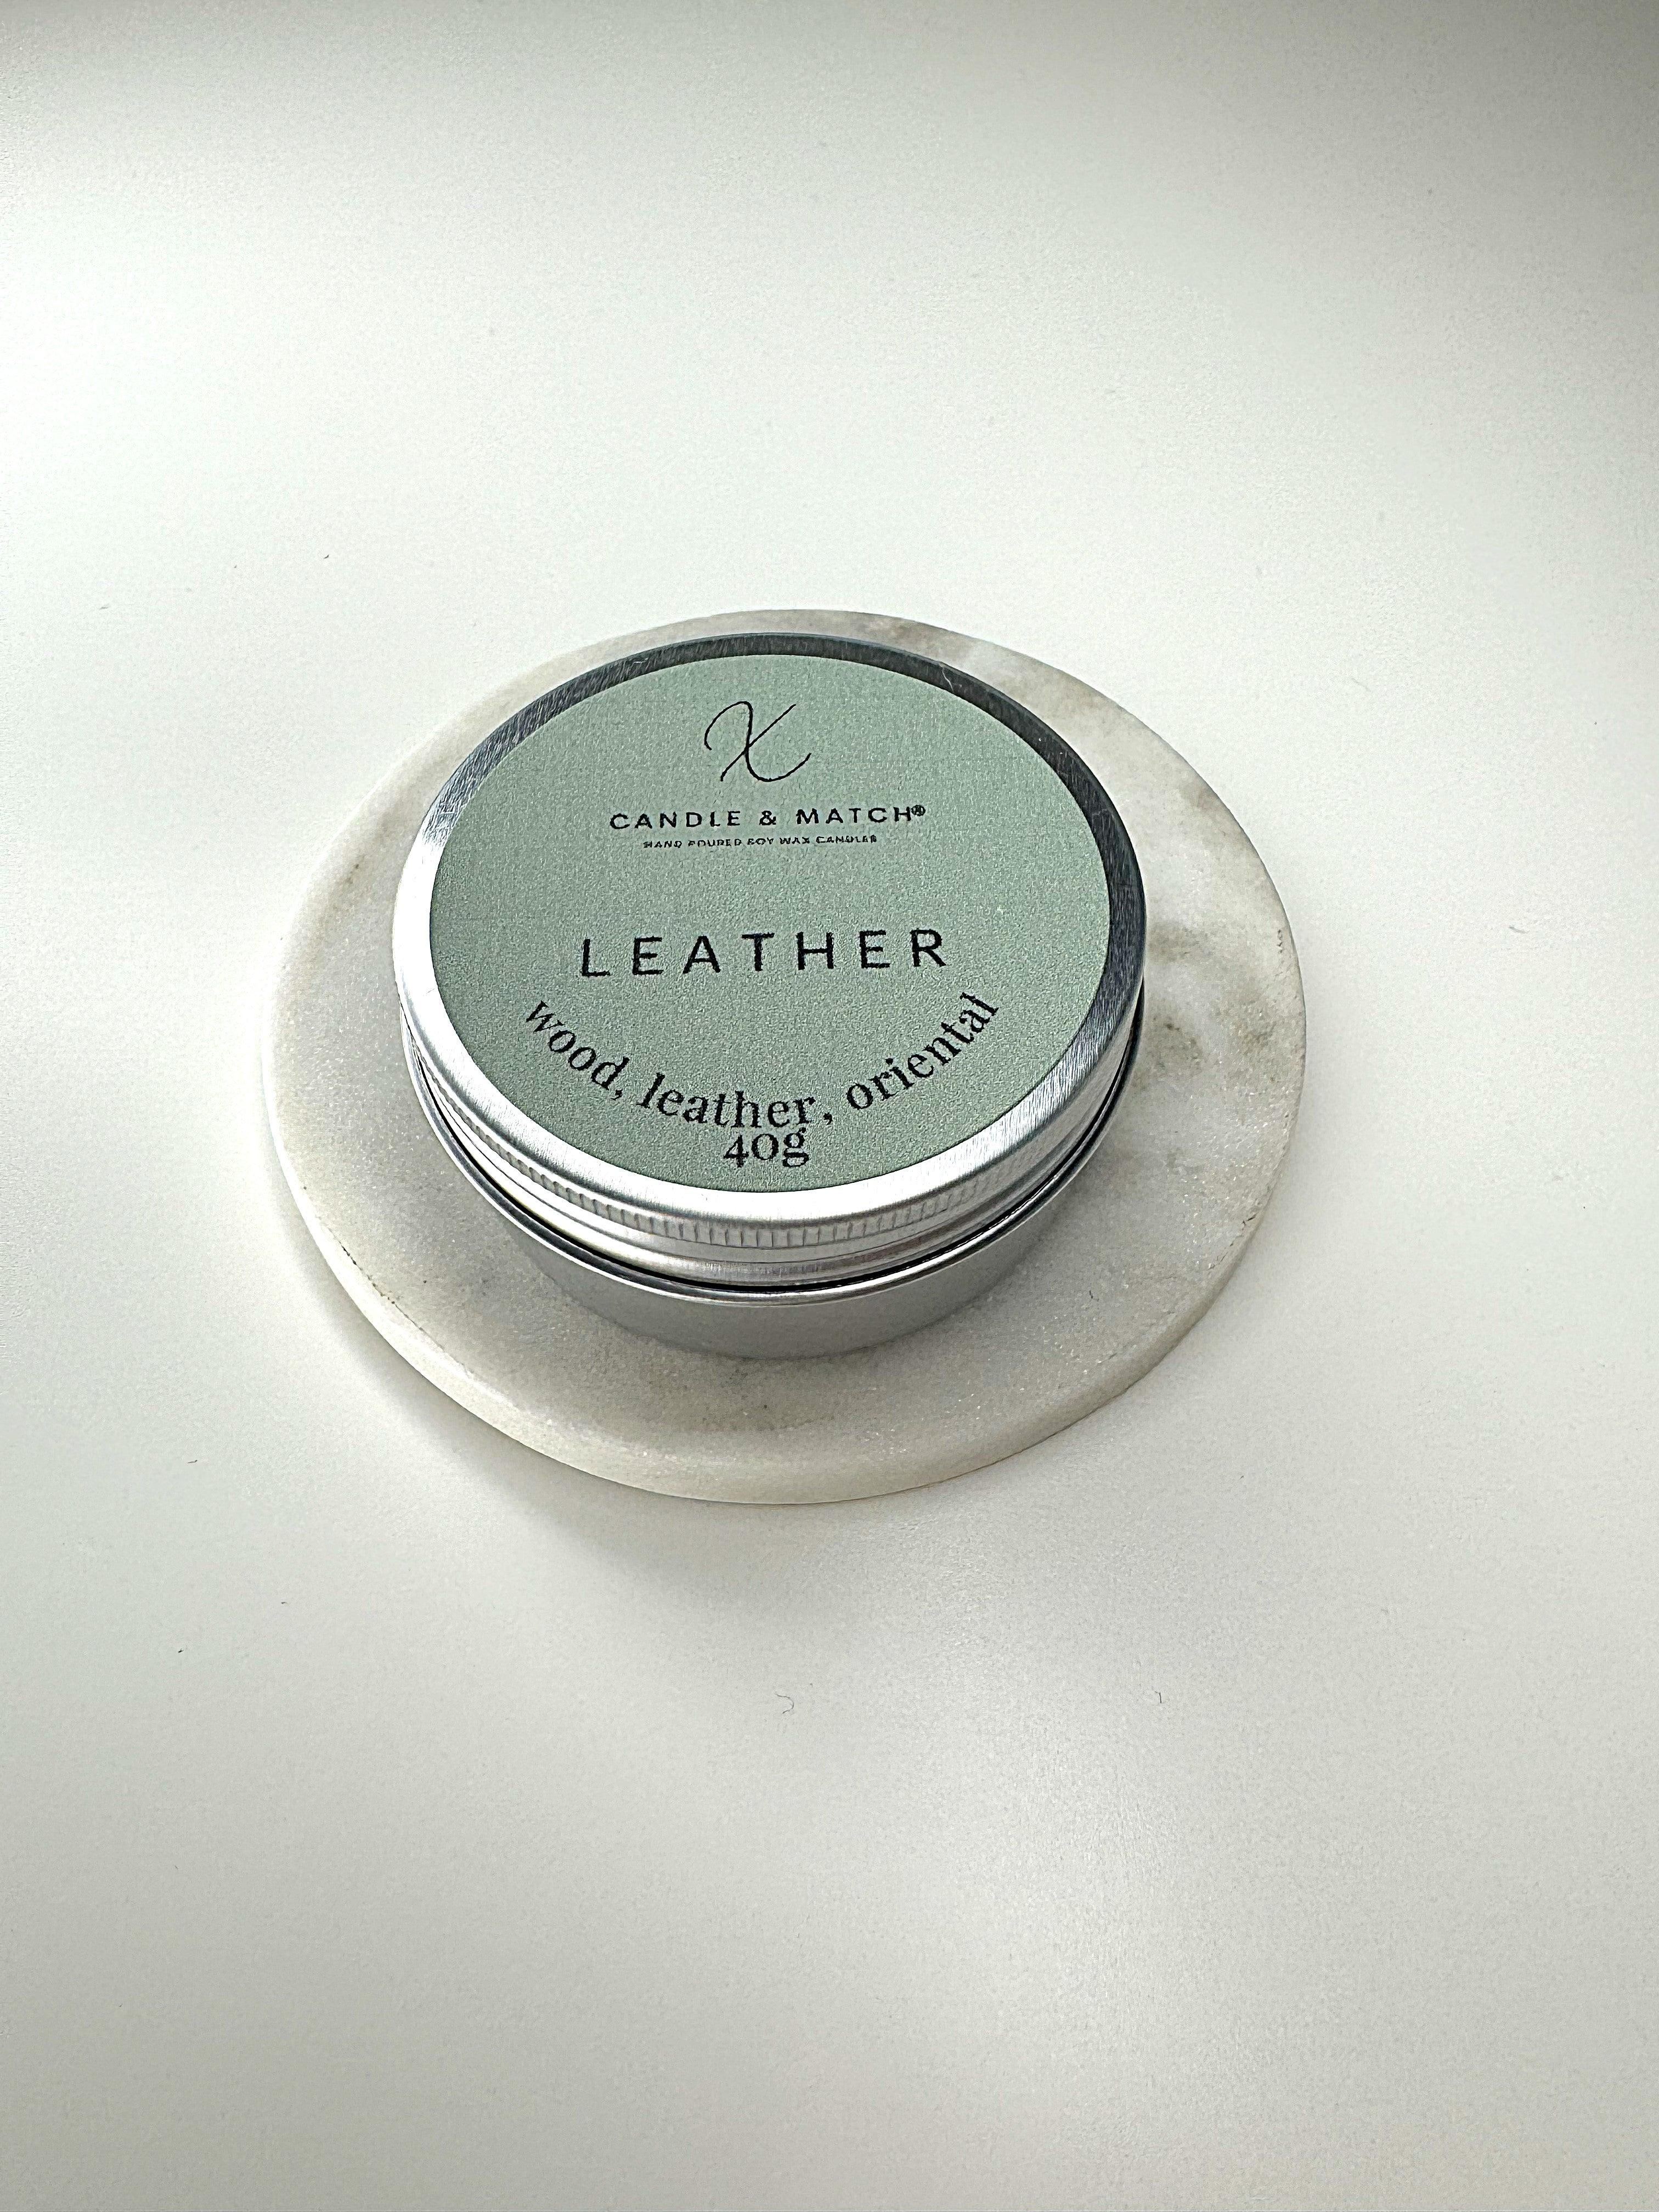 X
CANDLE & MATCH®
HAND POURED SOY WAX CANDLES
LEATHER
wood, leather, oriental
40g